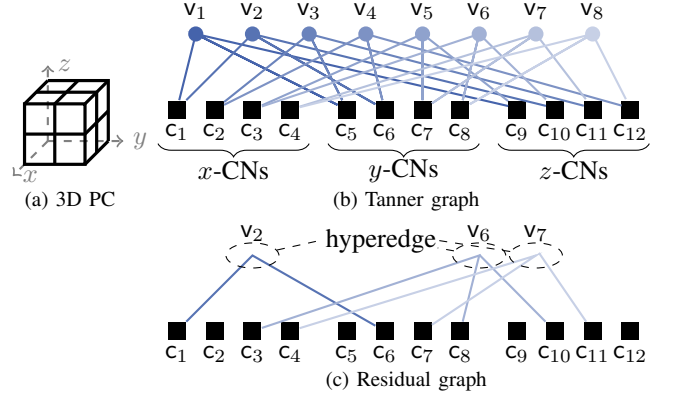 v1 v2 v3 v4 v5 v6 v7 v8
z
y
x
c1 c2 c3 c4 c5 c6 c7 c8 c9 c10 c11 c12
x-CNs y-CNs z-CNs
(a) 3D PC (b) Tanner graph
v2 hyperedge v6 v7
c1 c2 c3 c4 c5 c6 c7 c8 c9 c10 c11 c12
(c) Residual graph